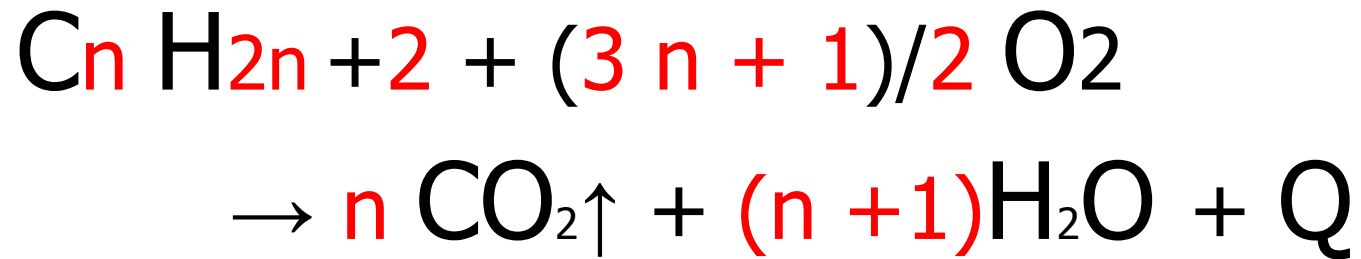 Cn H2n +2 + (3 n + 1)/2 O2
→ n CO₂↑ + (n +1)H₂O + Q